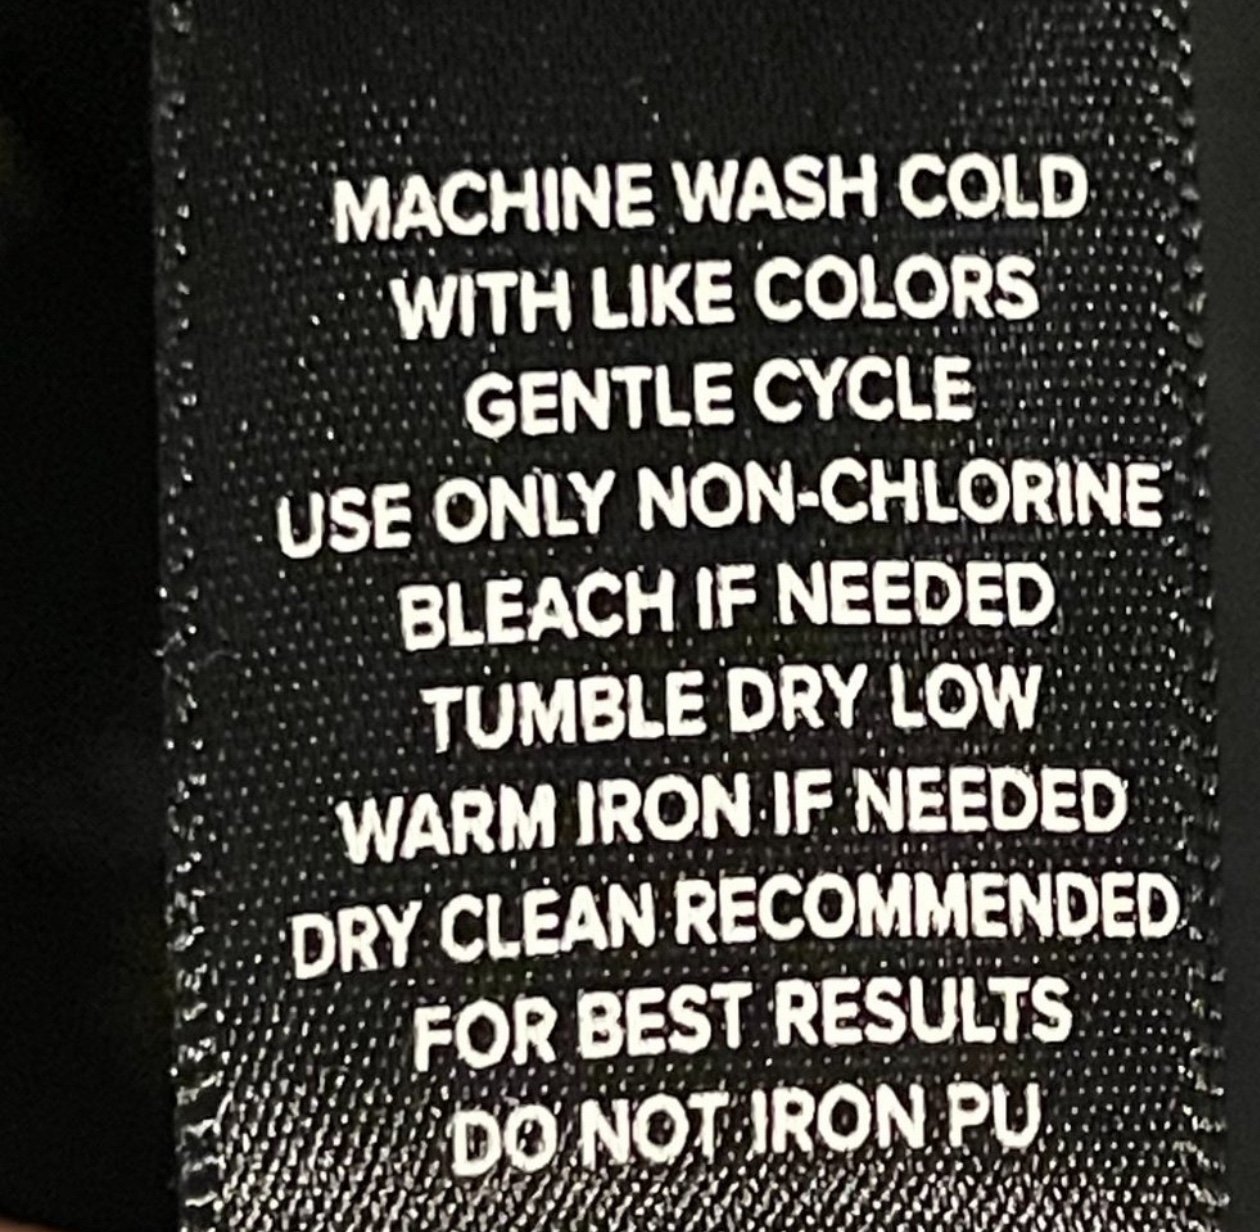 MACHINE WASH COLD
WITH LIKE COLORS
GENTLE CYCLE
USE ONLY NON-CHLORINE
BLEACH IF NEEDED
TUMBLE DRY LOW
WARM IRON IF NEEDED
DRY CLEAN RECOMMENDED
FOR BEST RESULTS
DO NOT IRON PU